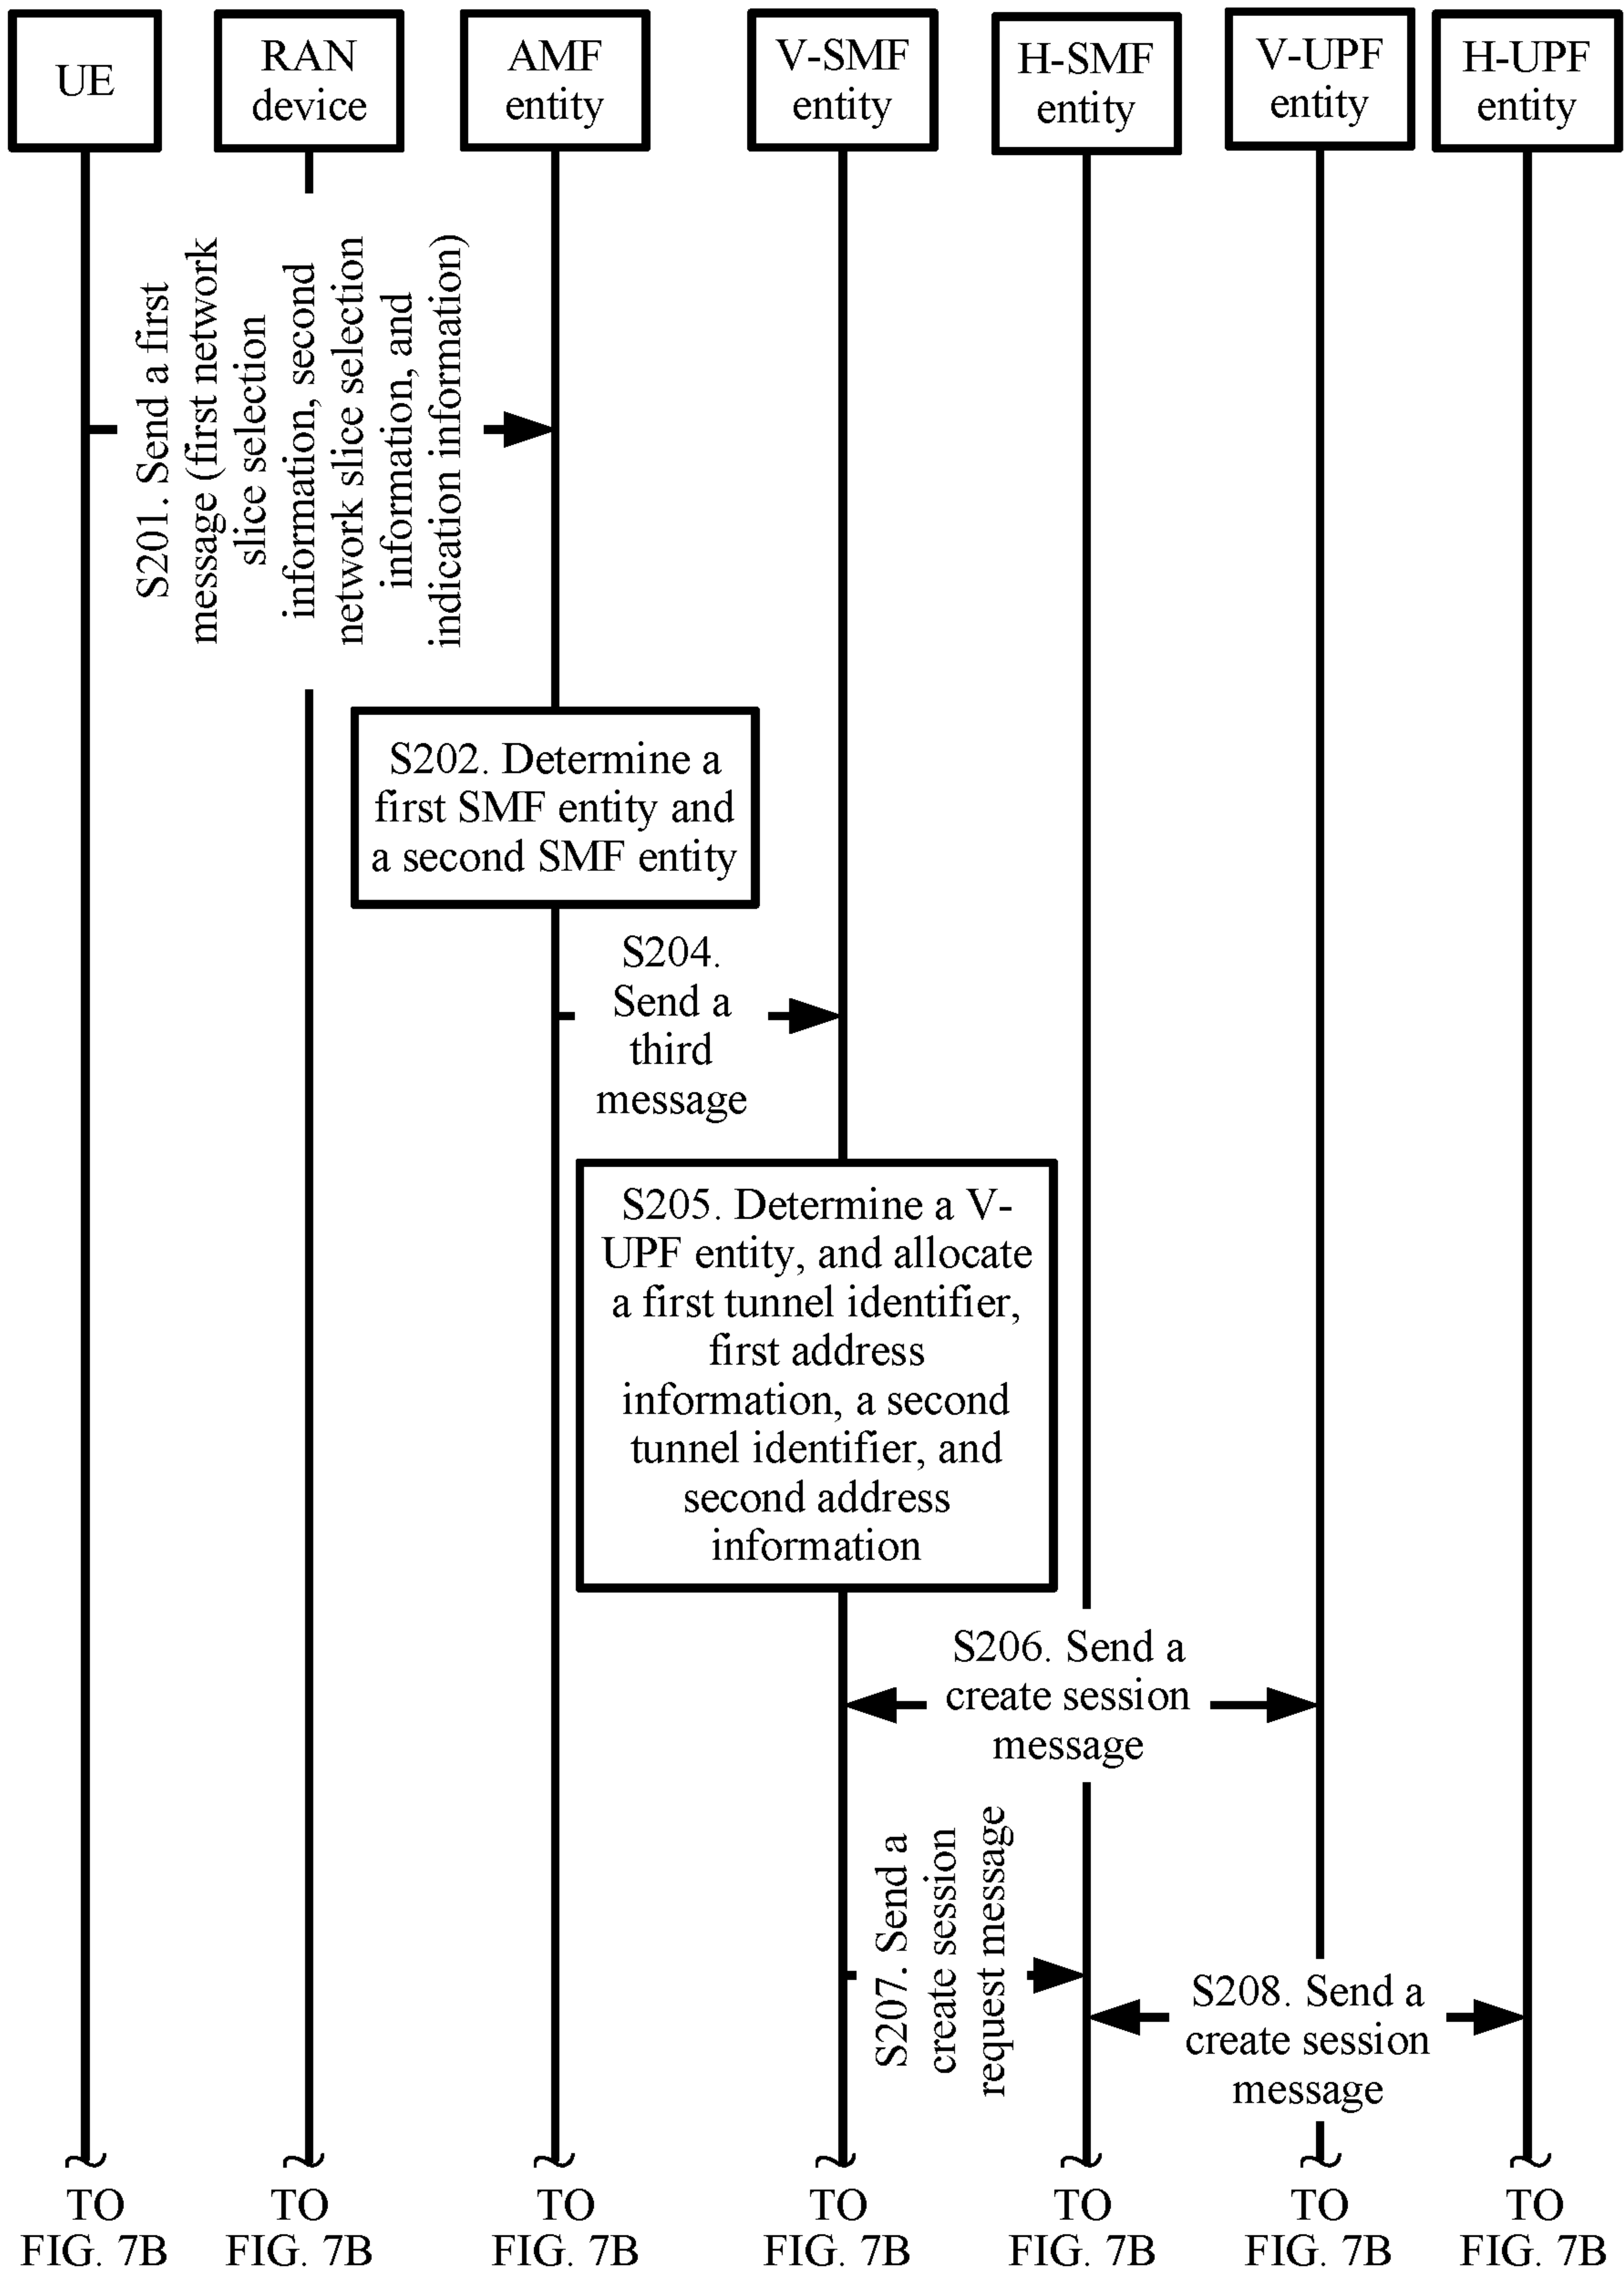 UE
RAN
device
AMF
entity
V-SMF
entity
H-SMF
entity
V-UPF
entity
H-UPF
entity
S201. Send a first
message (first network
slice selection
information, second
network slice selection
information, and
indication information)
S202. Determine a
first SMF entity and
a second SMF entity
S204.
Send a
third
message
S205. Determine a V-
UPF entity, and allocate
a first tunnel identifier,
first address
information, a second
tunnel identifier, and
second address
information
S206. Send a
create session
message
S207. Send a
create session
request message
S208. Send a
create session
message
TO
FIG. 7B
TO
FIG. 7B
TO
FIG. 7B
TO
FIG. 7B
TO
FIG. 7B
TO
FIG. 7B
TO
FIG. 7B